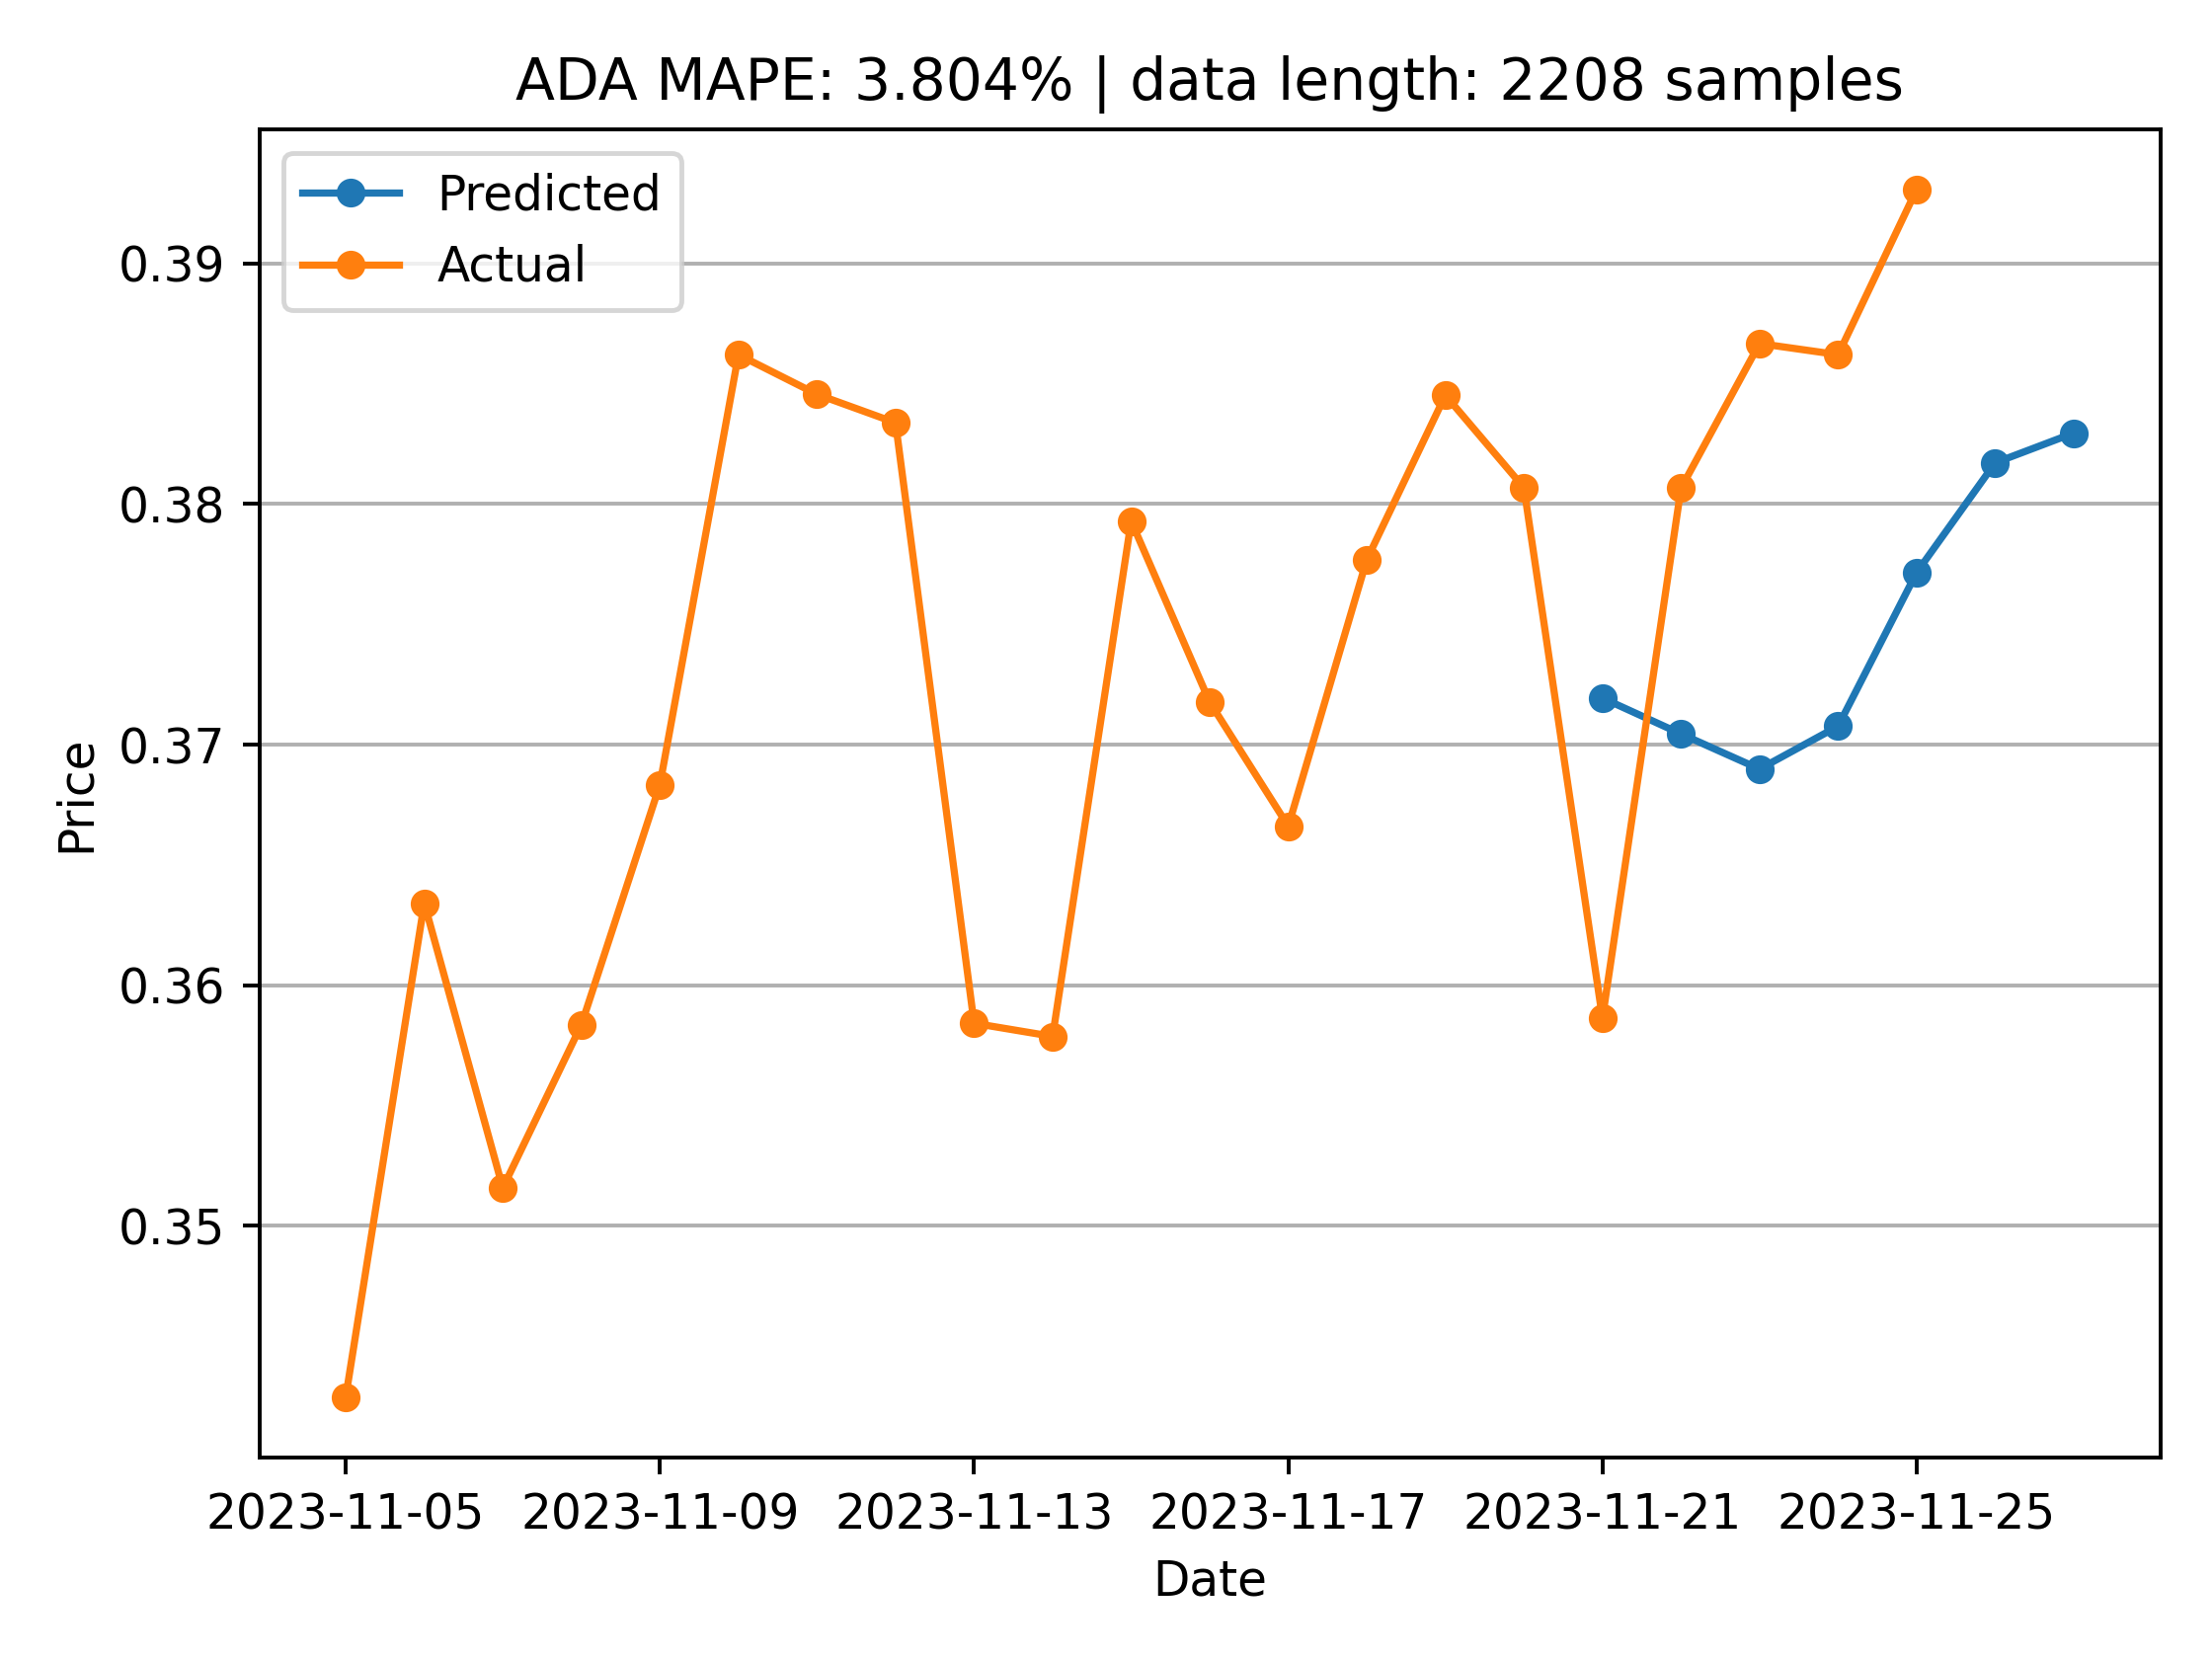 ADA MAPE: 3.804% | data length: 2208 samples
Predicted
Actual
0.39
0.38
0.37
0.36
0.35
Price
2023-11-05 2023-11-09 2023-11-13 2023-11-17 2023-11-21 2023-11-25
Date